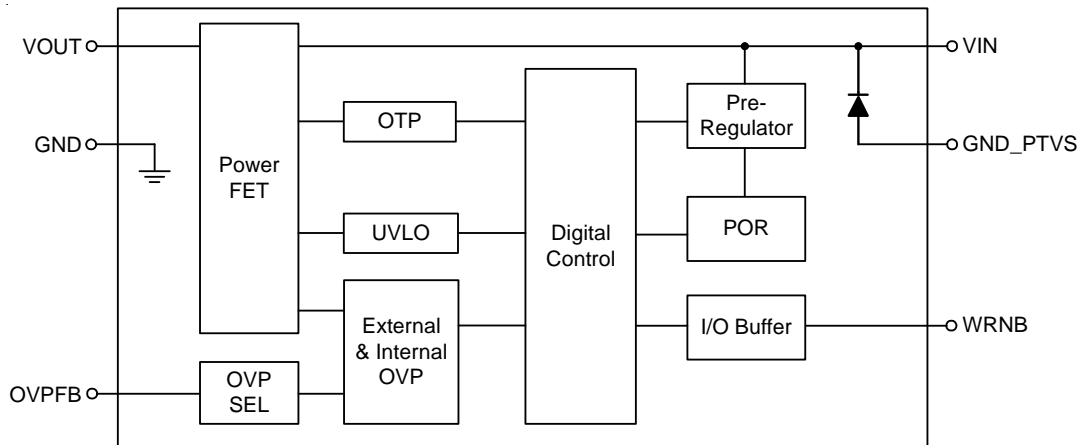 VOUT
VIN
OTP
Pre-
Regulator
GND
GND_PTVS
Power
FET
UVLO
Digital
Control
POR
External
& Internal
OVP
I/O Buffer
WRNB
OVPFB
OVP
SEL